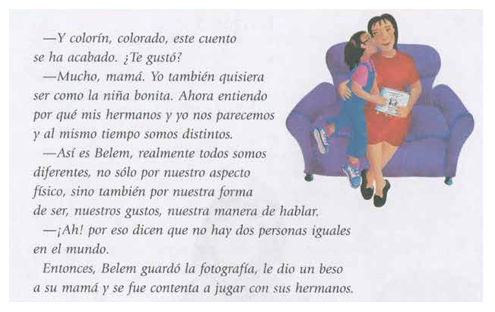 —Y colorín, colorado, este cuento
se ha acabado. ¿Te gustó?
—Mucho, mamá. Yo también quisiera
ser como la niña bonita. Ahora entiendo
por qué mis hermanos y yo nos parecemos
y al mismo tiempo somos distintos.
—Así es Belem, realmente todos somos
diferentes, no sólo por nuestro aspecto
físico, sino también por nuestra forma
de ser, nuestros gustos, nuestra manera de hablar.
—¡Ah! por eso dicen que no hay dos personas iguales
en el mundo.
Entonces, Belem guardó la fotografía, le dio un beso
a su mamá y se fue contenta a jugar con sus hermanos.